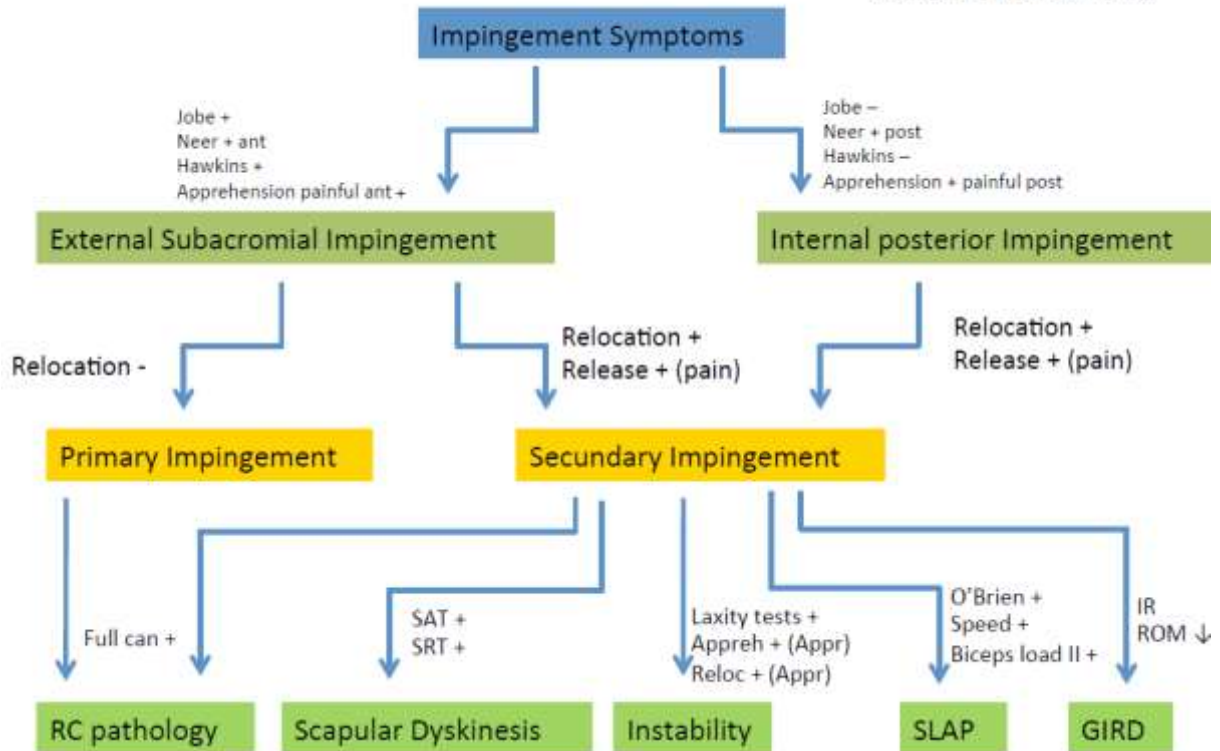 Impingement Symptoms
Jobe +
Neer + ant
Hawkins +
Apprehension painful ant +
Jobe –
Neer + post
Hawkins –
Apprehension + painful post
External Subacromial Impingement
Internal posterior Impingement
Relocation -
Relocation +
Release + (pain)
Relocation +
Release + (pain)
Primary Impingement
Secundary Impingement
Full can +
SAT +
SRT +
Laxity tests +
Appreh + (Appr)
Reloc + (Appr)
O'Brien +
Speed +
Biceps load II +
IR
ROM ↓
RC pathology
Scapular Dyskinesis
Instability
SLAP
GIRD